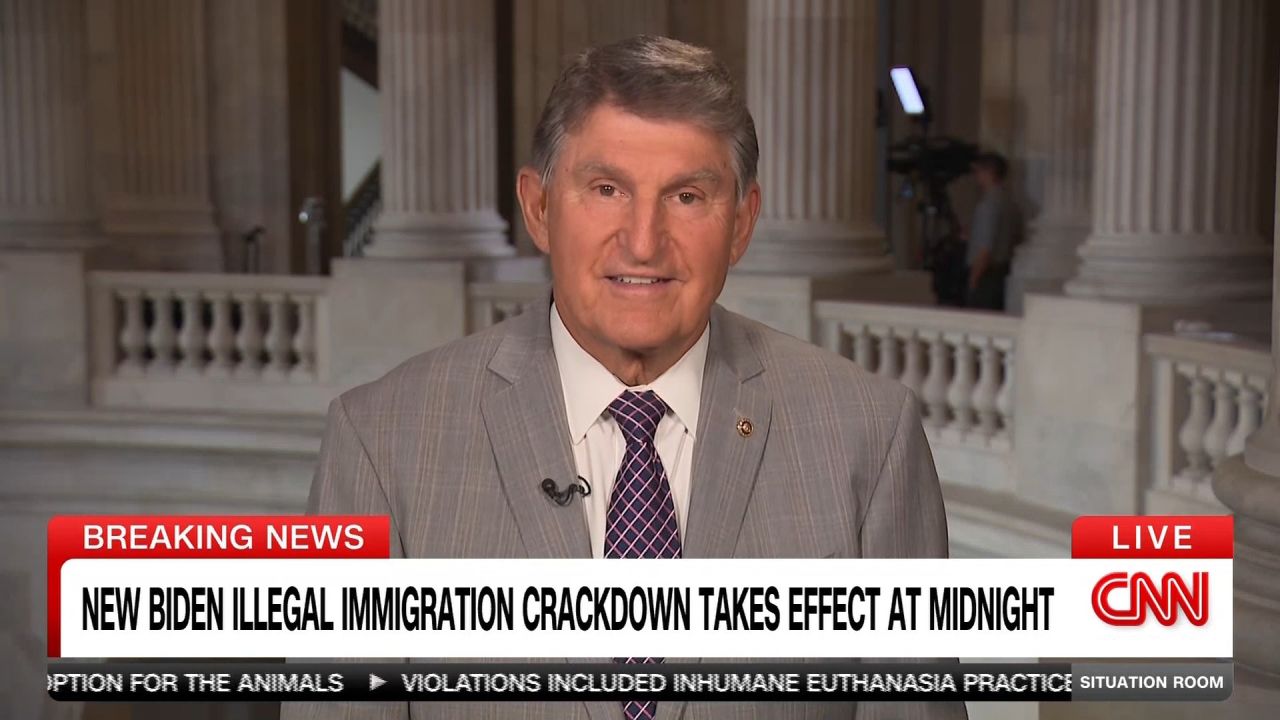 BREAKING NEWS
LIVE
NEW BIDEN ILLEGAL IMMIGRATION CRACKDOWN TAKES EFFECT AT MIDNIGHT
CNN
OPTION FOR THE ANIMALS ▶ VIOLATIONS INCLUDED INHUMANE EUTHANASIA PRACTICE
SITUATION ROOM